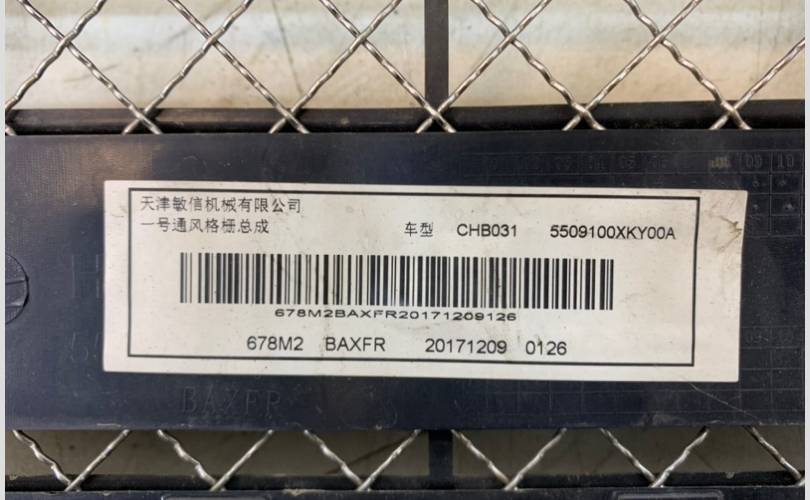 天津敏信机械有限公司
一号通风格栅总成
车型 CHB031 5509100XKY00A
678M2BAXFR20171209126
678M2 BAXFR 20171209 0126
BAXFR